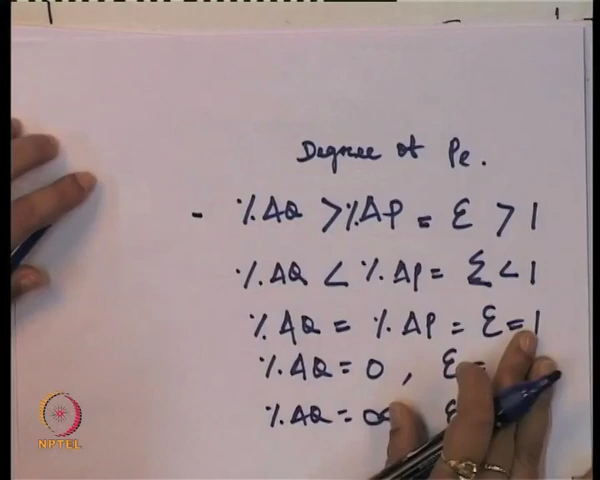 Degree of Pe.
- %ΔQ > %ΔP = Ɛ > 1
%ΔQ < %ΔP = Ɛ < 1
%ΔQ = %ΔP = Ɛ = 1
%ΔQ = 0 , Ɛ =
%ΔQ = ∞
NPTEL